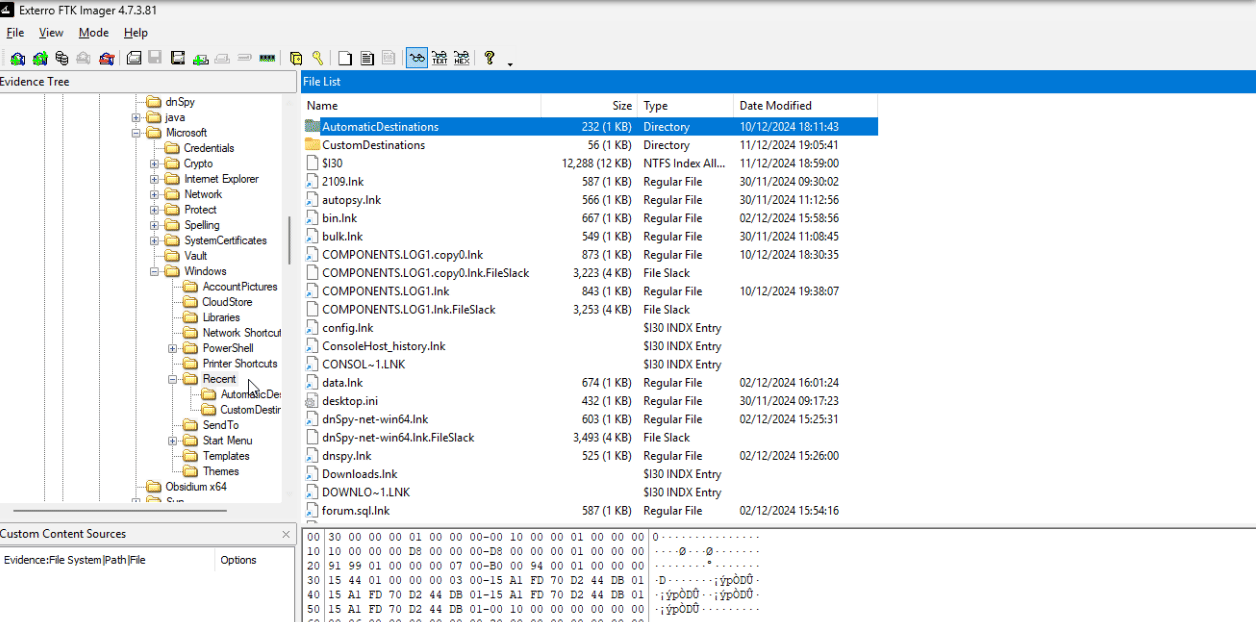 Exterro FTK Imager 4.7.3.81
File View Mode Help
Evidence Tree
dnSpy
java
Microsoft
Credentials
Crypto
Internet Explorer
Network
Protect
Spelling
SystemCertificates
Vault
Windows
AccountPictures
CloudStore
Libraries
Network Shortcut
PowerShell
Printer Shortcuts
Recent
AutomaticDes
CustomDestin
SendTo
Start Menu
Templates
Themes
Obsidium x64
Sun
Custom Content Sources
Evidence:File System|Path|File Options
File List
Name Size Type Date Modified
AutomaticDestinations 232 (1 KB) Directory 10/12/2024 18:11:43
CustomDestinations 56 (1 KB) Directory 11/12/2024 19:05:41
$I30 12,288 (12 KB) NTFS Index All... 11/12/2024 18:59:00
2109.lnk 587 (1 KB) Regular File 30/11/2024 09:30:02
autopsy.lnk 566 (1 KB) Regular File 30/11/2024 11:12:56
bin.lnk 667 (1 KB) Regular File 02/12/2024 15:58:56
bulk.lnk 549 (1 KB) Regular File 30/11/2024 11:08:45
COMPONENTS.LOG1.copy0.lnk 873 (1 KB) Regular File 10/12/2024 18:30:35
COMPONENTS.LOG1.copy0.lnk.FileSlack 3,223 (4 KB) File Slack
COMPONENTS.LOG1.lnk 843 (1 KB) Regular File 10/12/2024 19:38:07
COMPONENTS.LOG1.lnk.FileSlack 3,253 (4 KB) File Slack
config.lnk $I30 INDX Entry
ConsoleHost_history.lnk $I30 INDX Entry
CONSOL~1.LNK $I30 INDX Entry
data.lnk 674 (1 KB) Regular File 02/12/2024 16:01:24
desktop.ini 432 (1 KB) Regular File 30/11/2024 09:17:23
dnSpy-net-win64.lnk 603 (1 KB) Regular File 02/12/2024 15:25:31
dnSpy-net-win64.lnk.FileSlack 3,493 (4 KB) File Slack
dnspy.lnk 525 (1 KB) Regular File 02/12/2024 15:26:00
Downloads.lnk $I30 INDX Entry
DOWNLO~1.LNK $I30 INDX Entry
forum.sql.lnk 587 (1 KB) Regular File 02/12/2024 15:54:16
00 30 00 00 00 01 00 00 00-00 10 00 00 01 00 00 00 0···············
10 10 00 00 00 D8 00 00 00-D8 00 00 00 01 00 00 00 ····Ø···Ø·······
20 91 99 01 00 00 00 07 00-B0 00 94 00 01 00 00 00 ········°·······
30 15 44 01 00 00 00 03 00-15 A1 FD 70 D2 44 DB 01 ·D·······¡ýpÒDÛ·
40 15 A1 FD 70 D2 44 DB 01-15 A1 FD 70 D2 44 DB 01 ·¡ýpÒDÛ··¡ýpÒDÛ·
50 15 A1 FD 70 D2 44 DB 01-00 10 00 00 00 00 00 00 ·¡ýpÒDÛ·········